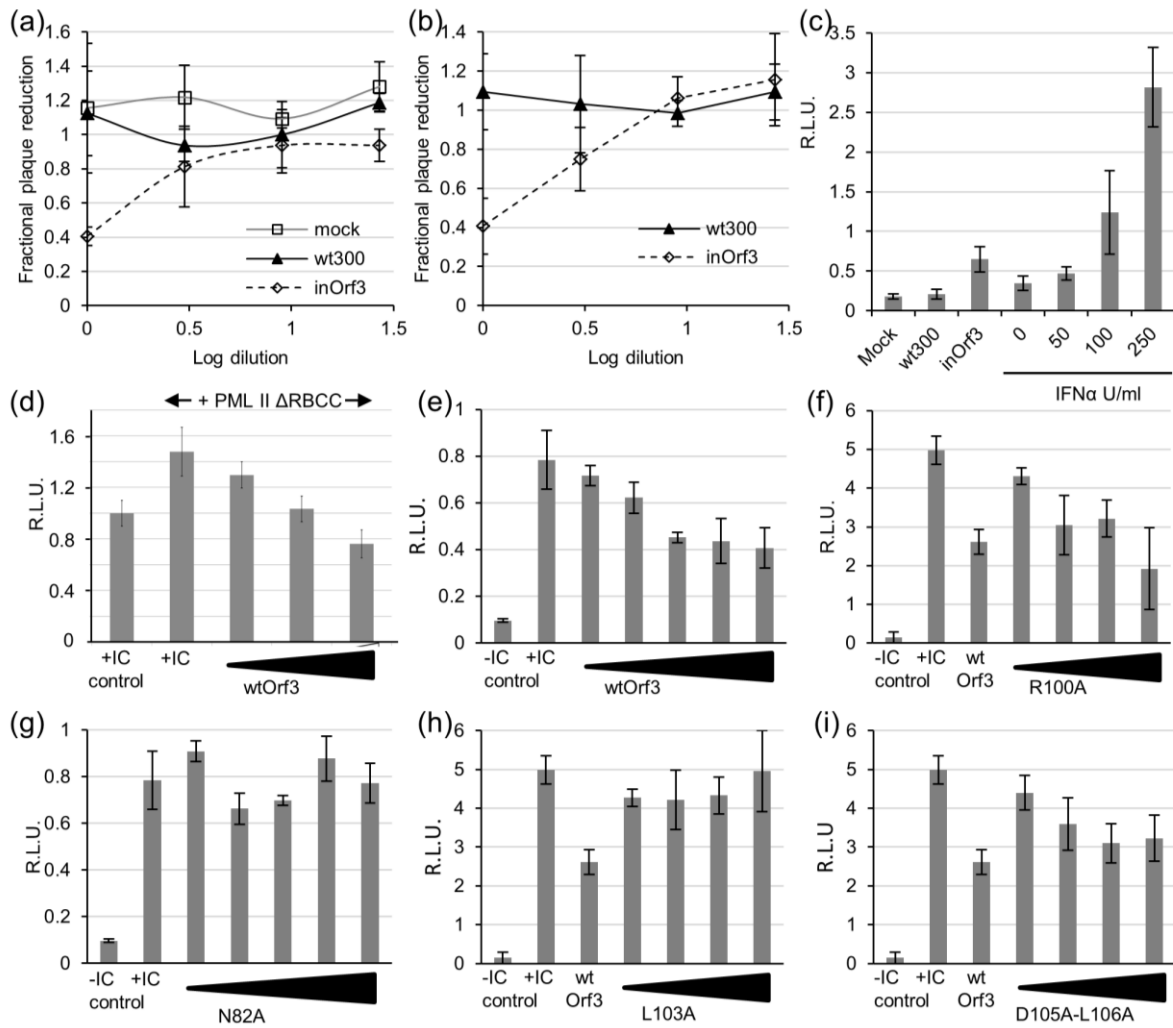 (a)
Fractional plaque reduction
1.6
1.4
1.2
1
0.8
0.6
0.4
0.2
0
mock
wt300
inOrf3
0 0.5 1 1.5
Log dilution
(b)
Fractional plaque reduction
1.6
1.4
1.2
1
0.8
0.6
0.4
0.2
0
wt300
inOrf3
0 0.5 1 1.5
Log dilution
(c)
R.L.U.
3.5
3
2.5
2
1.5
1
0.5
0
Mock wt300 inOrf3 0 50 100 250
IFNα U/ml
(d)
+ PML II ΔRBCC
R.L.U.
1.6
1.2
0.8
0.4
0
+IC +IC
control
wtOrf3
(e)
R.L.U.
1
0.8
0.6
0.4
0.2
0
-IC +IC
control
wtOrf3
(f)
R.L.U.
6
5
4
3
2
1
0
-IC +IC wt
control Orf3
R100A
(g)
R.L.U.
1
0.8
0.6
0.4
0.2
0
-IC +IC
control
N82A
(h)
R.L.U.
6
5
4
3
2
1
0
-IC +IC wt
control Orf3
L103A
(i)
R.L.U
6
5
4
3
2
1
0
-IC +IC wt
control Orf3
D105A-L106A